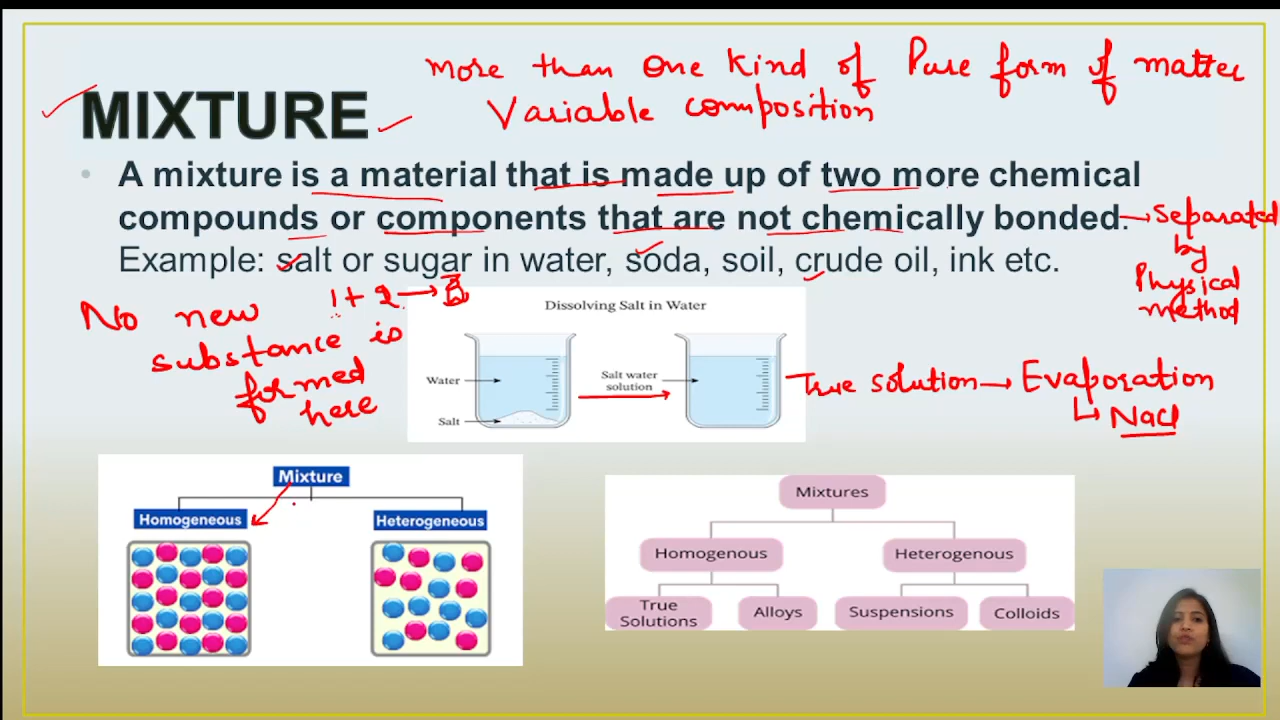 more than one kind of Pure form of matter
MIXTURE
Variable composition
• A mixture is a material that is made up of two more chemical
compounds or components that are not chemically bonded.
→ Separated
by
Physical
method
Example: salt or sugar in water, soda, soil, crude oil, ink etc.
No new
substance is
formed
here
1 + 2 →
Dissolving Salt in Water
Water
Salt
Salt water
solution
True solution → Evaporation
↳ NaCl
Mixture
Homogeneous
Heterogeneous
Mixtures
Homogenous
Heterogenous
True
Solutions
Alloys
Suspensions
Colloids